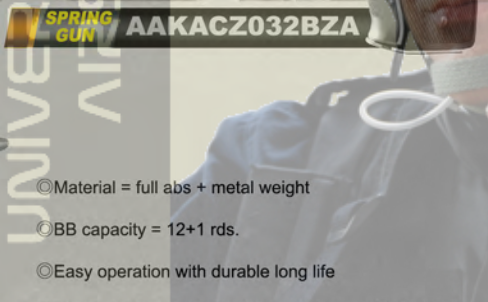 SPRING
GUN
AAKACZ032BZA
◎Material = full abs + metal weight
◎BB capacity = 12+1 rds.
◎Easy operation with durable long life